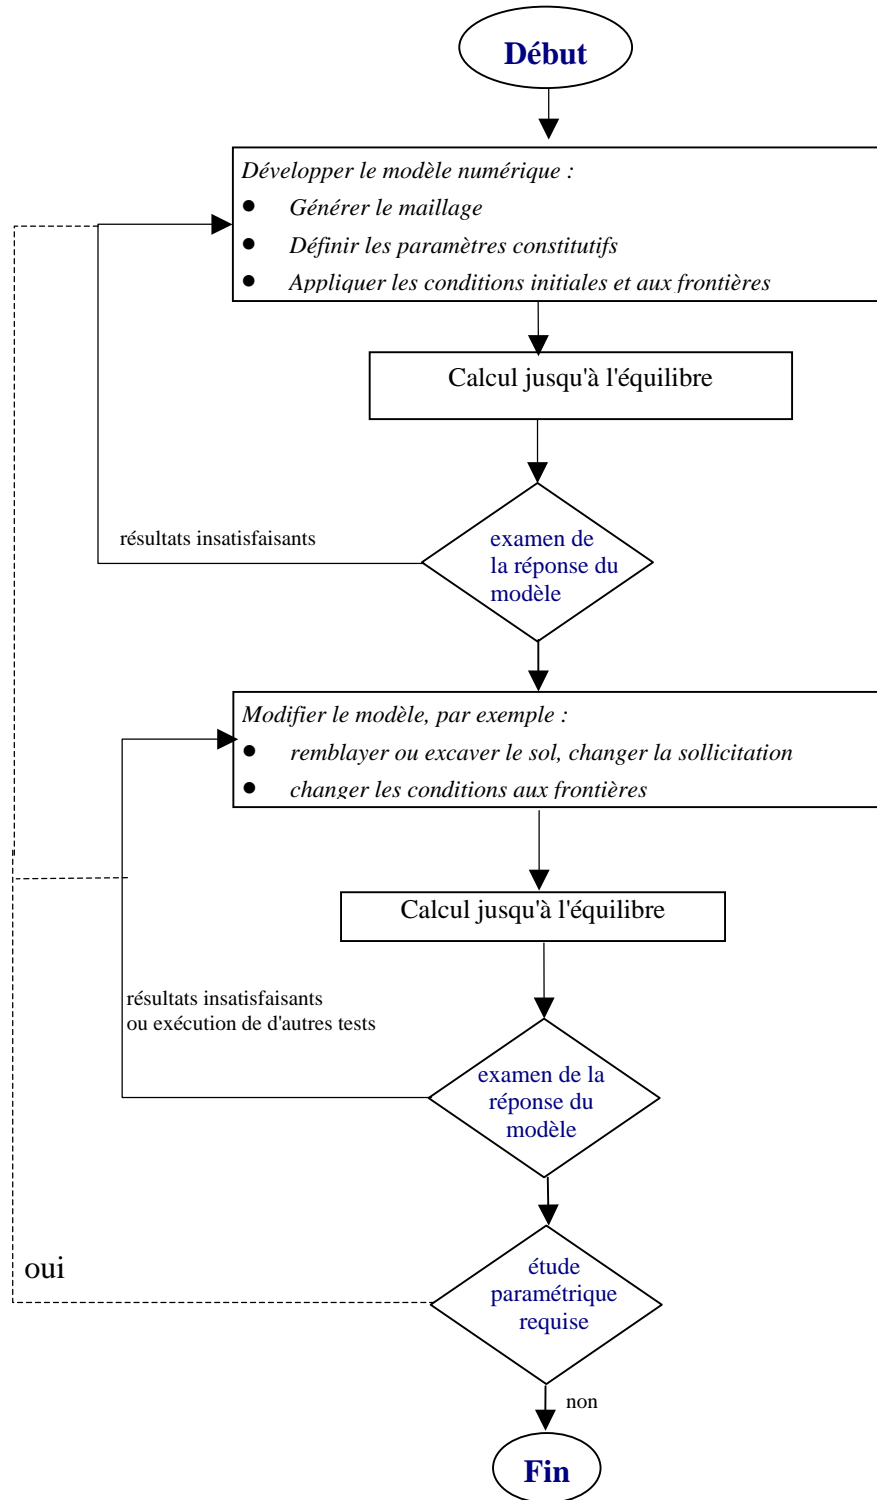 Début
Développer le modèle numérique :
● Générer le maillage
● Définir les paramètres constitutifs
● Appliquer les conditions initiales et aux frontières
Calcul jusqu'à l'équilibre
résultats insatisfaisants
examen de
la réponse du
modèle
Modifier le modèle, par exemple :
● remblayer ou excaver le sol, changer la sollicitation
● changer les conditions aux frontières
Calcul jusqu'à l'équilibre
résultats insatisfaisants
ou exécution de d'autres tests
examen de la
réponse du
modèle
oui
étude
paramétrique
requise
non
Fin